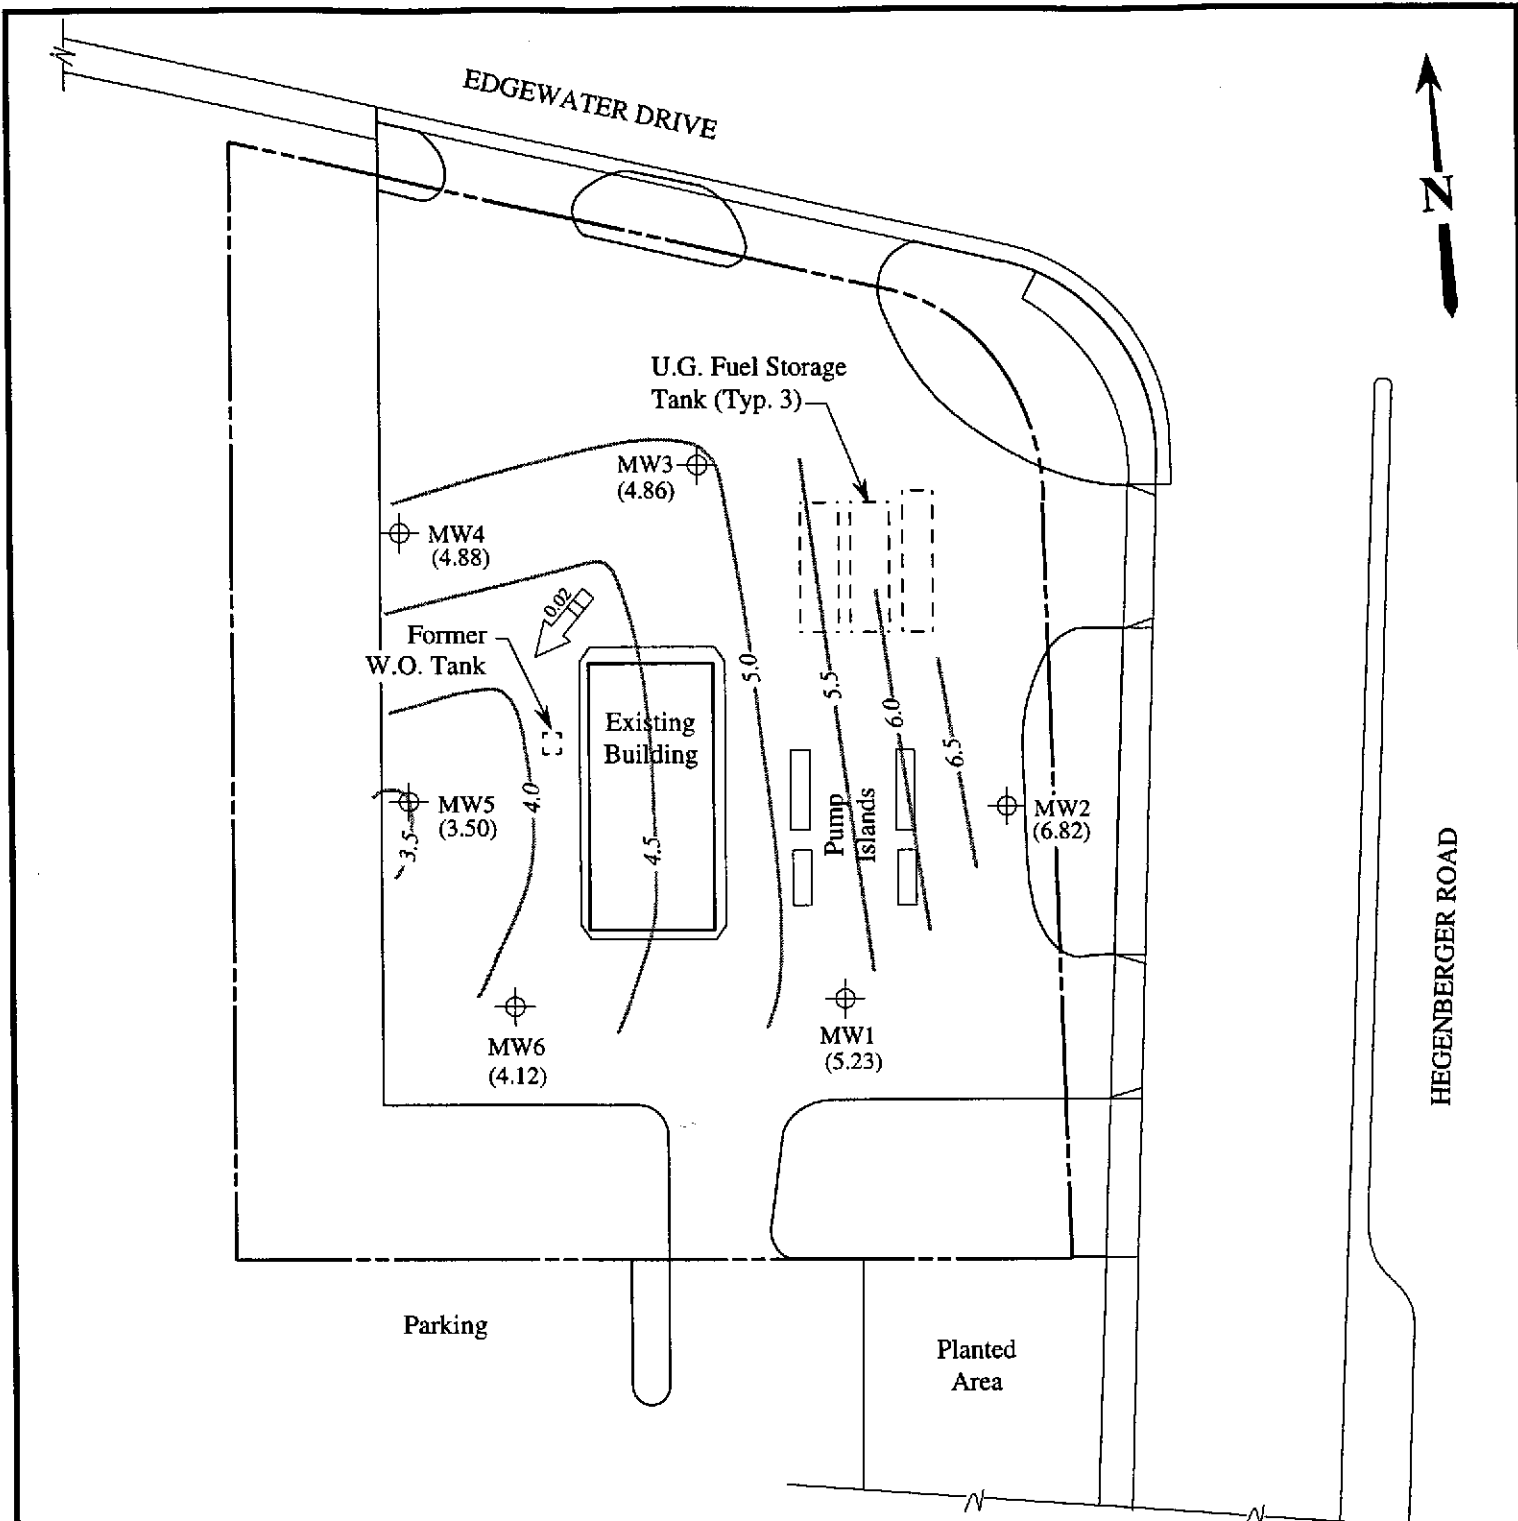 EDGEWATER DRIVE
N
U.G. Fuel Storage
Tank (Typ. 3)
MW3
(4.86)
MW4
(4.88)
0.02
Former
W.O. Tank
5.0
5.5
6.0
6.5
Existing
Building
4.0
4.5
3.5
MW5
(3.50)
Pump
Islands
MW2
(6.82)
HEGENBERGER ROAD
MW6
(4.12)
MW1
(5.23)
Parking
Planted
Area